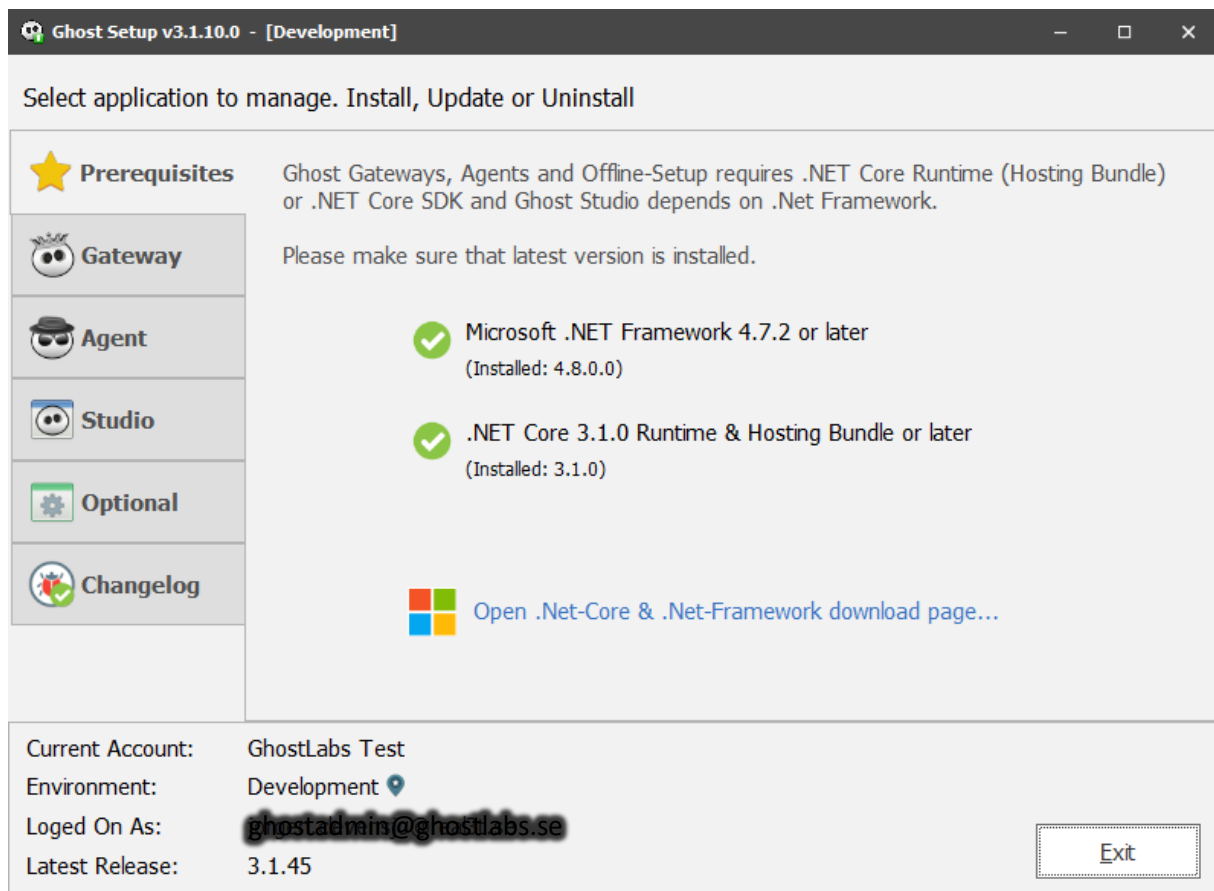 Ghost Setup v3.1.10.0 - [Development]
Select application to manage. Install, Update or Uninstall
Prerequisites
Gateway
Agent
Studio
Optional
Changelog
Ghost Gateways, Agents and Offline-Setup requires .NET Core Runtime (Hosting Bundle)
or .NET Core SDK and Ghost Studio depends on .Net Framework.
Please make sure that latest version is installed.
Microsoft .NET Framework 4.7.2 or later
(Installed: 4.8.0.0)
.NET Core 3.1.0 Runtime & Hosting Bundle or later
(Installed: 3.1.0)
Open .Net-Core & .Net-Framework download page...
Current Account: GhostLabs Test
Environment: Development
Loged On As: ghostadmin@ghostlabs.se
Latest Release: 3.1.45
Exit